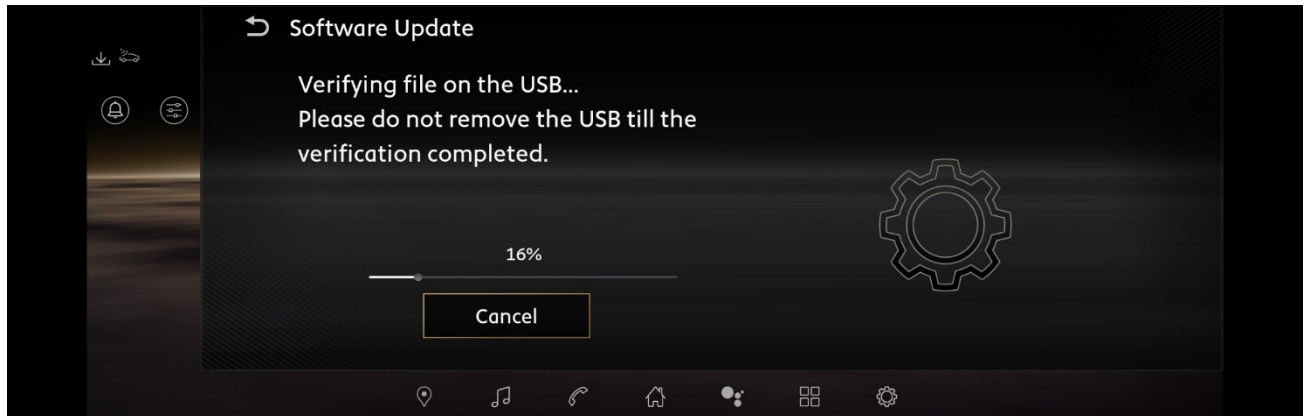 Software Update
Verifying file on the USB...
Please do not remove the USB till the
verification completed.
16%
Cancel